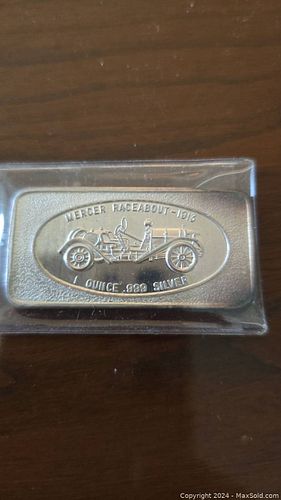 MERCER RACEABOUT-1913
1 OUNCE .999 SILVER
Copyright © 2024 - MaxSold.com